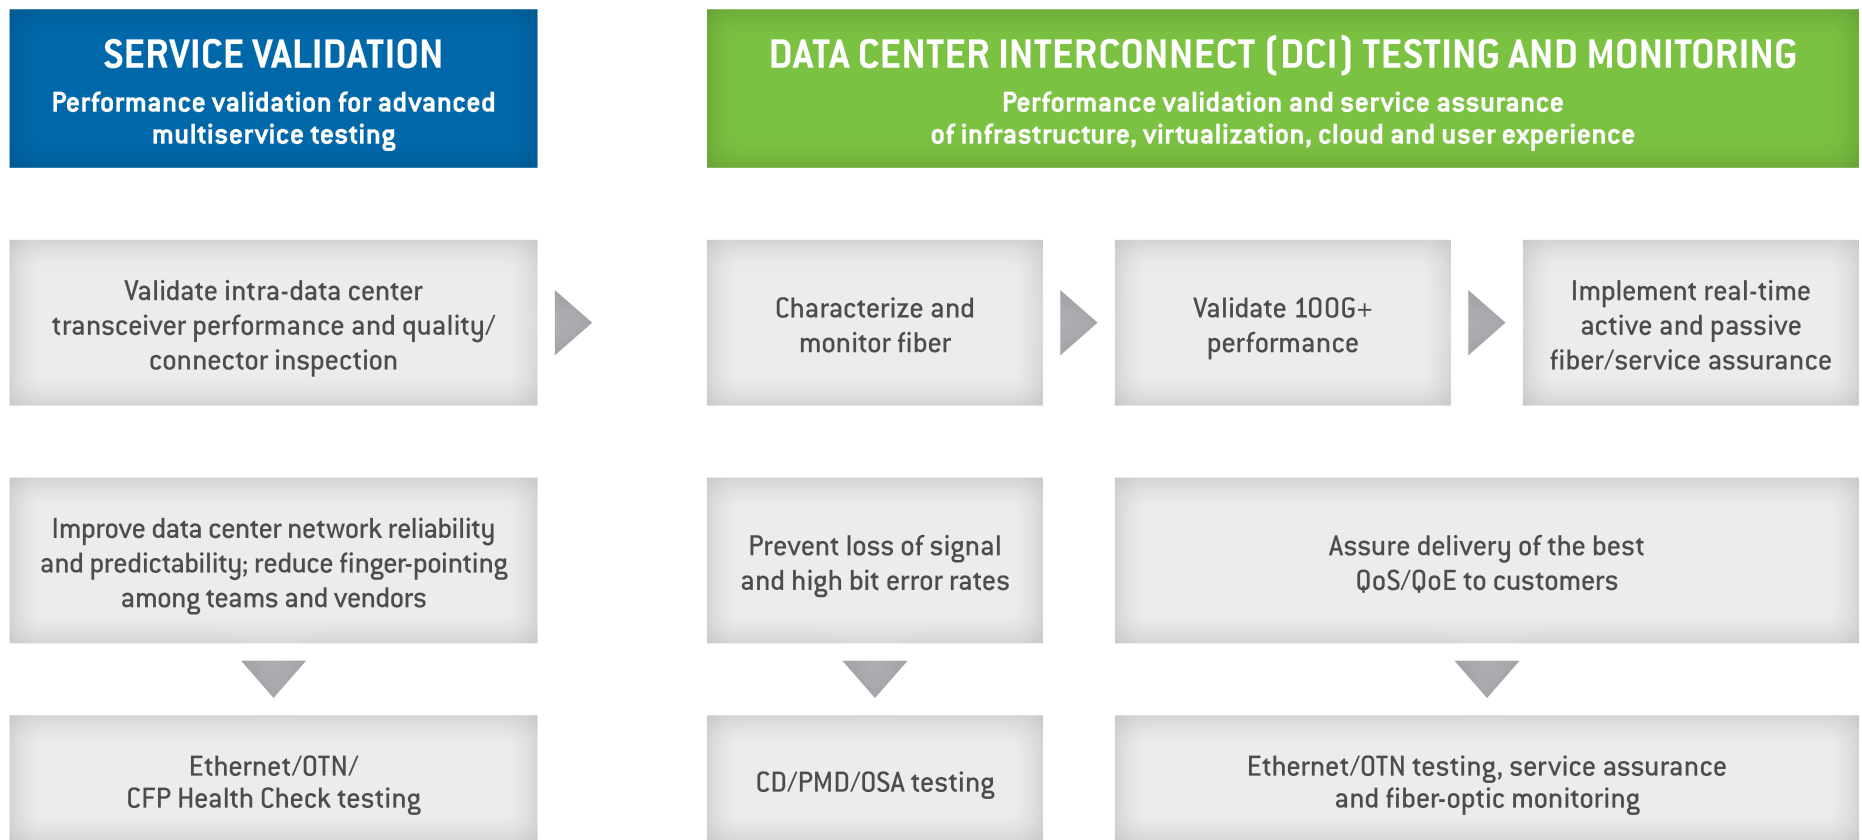 SERVICE VALIDATION
Performance validation for advanced
multiservice testing
DATA CENTER INTERCONNECT (DCI) TESTING AND MONITORING
Performance validation and service assurance
of infrastructure, virtualization, cloud and user experience
Validate intra-data center
transceiver performance and quality/
connector inspection
Characterize and
monitor fiber
Validate 100G+
performance
Implement real-time
active and passive
fiber/service assurance
Improve data center network reliability
and predictability; reduce finger-pointing
among teams and vendors
Prevent loss of signal
and high bit error rates
Assure delivery of the best
QoS/QoE to customers
Ethernet/OTN/
CFP Health Check testing
CD/PMD/OSA testing
Ethernet/OTN testing, service assurance
and fiber-optic monitoring